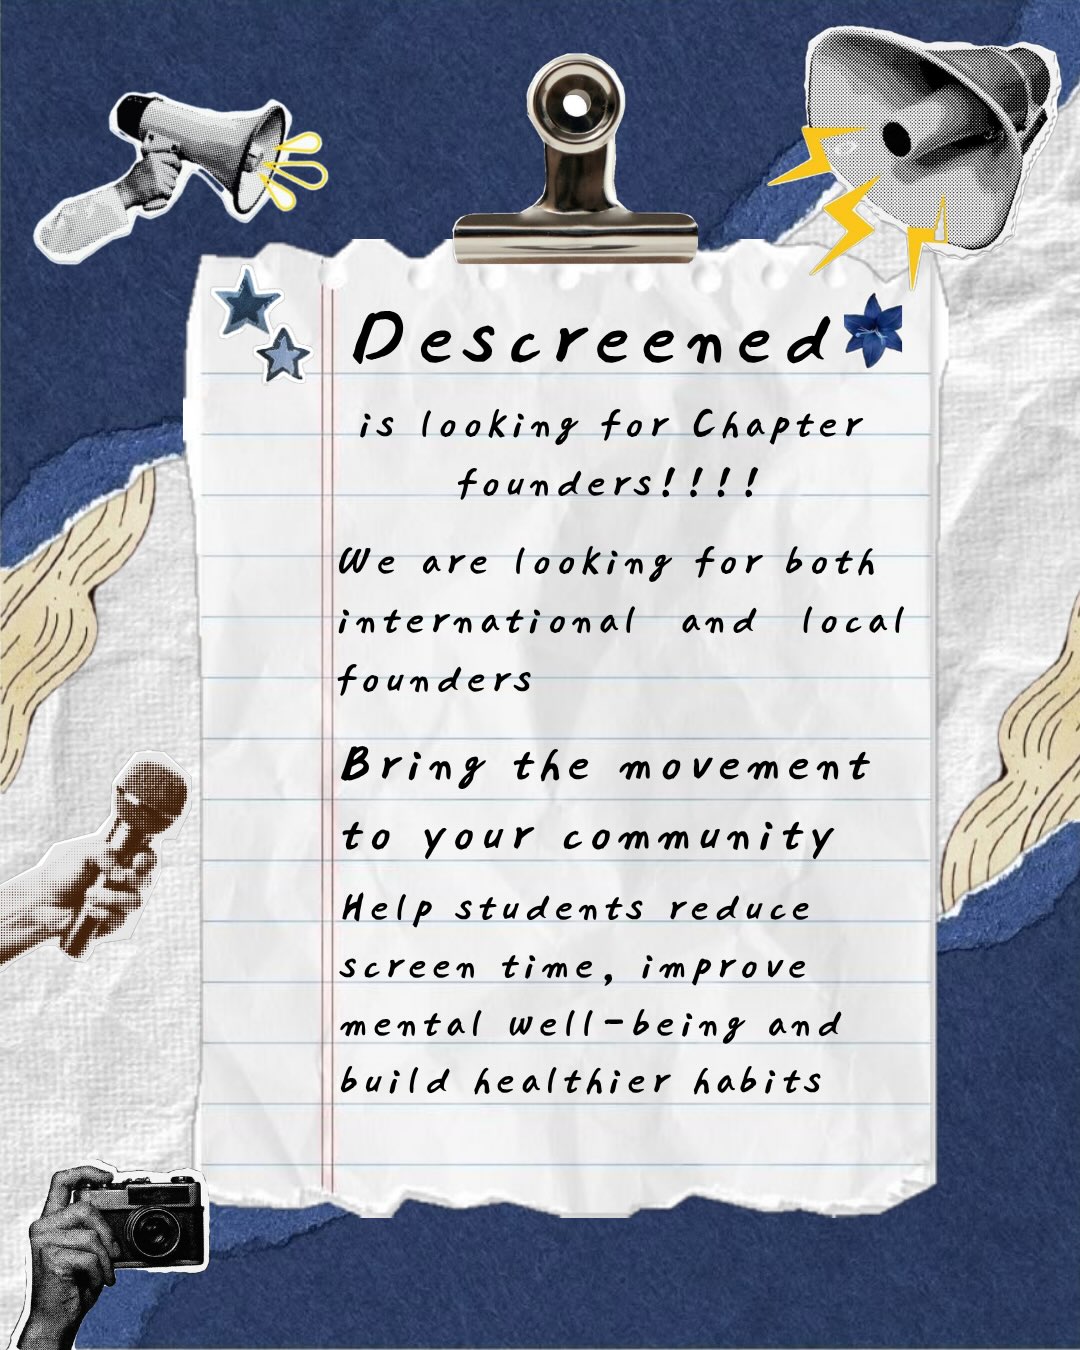 Descreened
is looking for Chapter
founders!!!!
We are looking for both
international and local
founders
Bring the movement
to your community
Help students reduce
screen time, improve
mental well-being and
build healthier habits